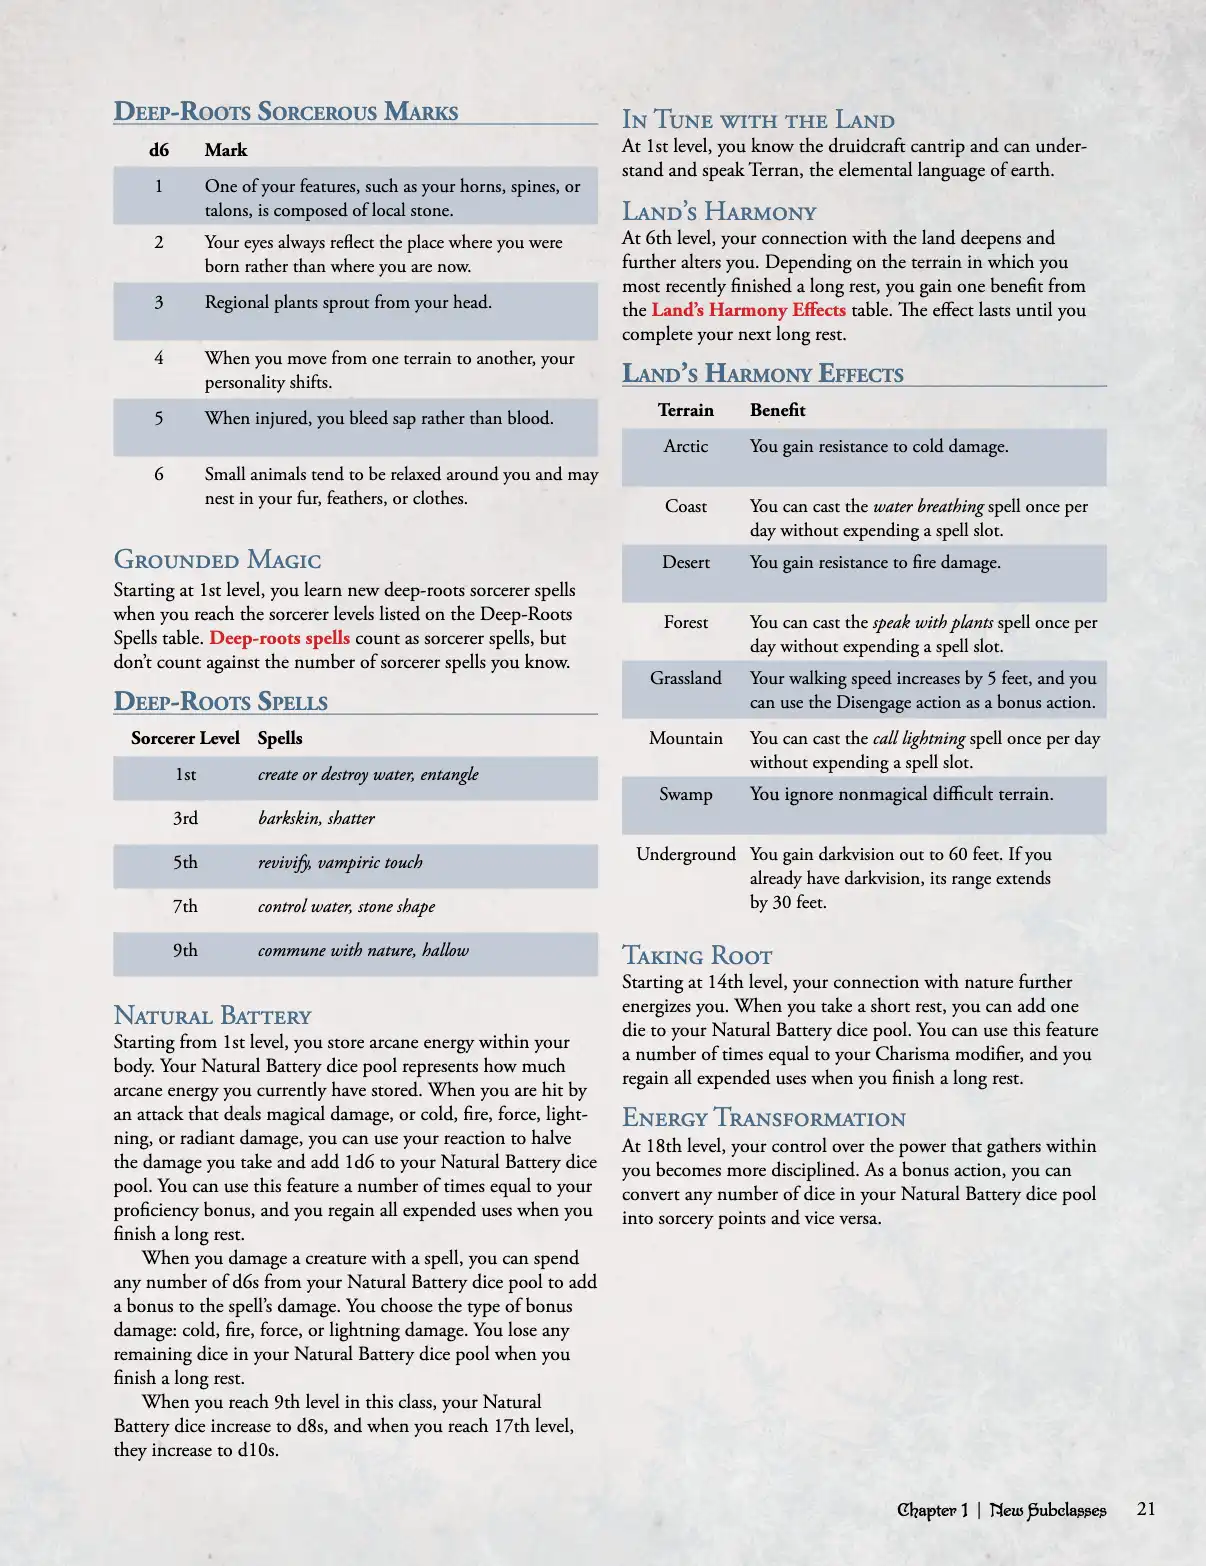 DEEP-ROOTS SORCEROUS MARKS
d6 Mark
1 One of your features, such as your horns, spines, or
talons, is composed of local stone.
2 Your eyes always reflect the place where you were
born rather than where you are now.
3 Regional plants sprout from your head.
4 When you move from one terrain to another, your
personality shifts.
5 When injured, you bleed sap rather than blood.
6 Small animals tend to be relaxed around you and may
nest in your fur, feathers, or clothes.
GROUNDED MAGIC
Starting at 1st level, you learn new deep-roots sorcerer spells
when you reach the sorcerer levels listed on the Deep-Roots
Spells table. Deep-roots spells count as sorcerer spells, but
don’t count against the number of sorcerer spells you know.
DEEP-ROOTS SPELLS
Sorcerer Level Spells
1st create or destroy water, entangle
3rd barkskin, shatter
5th revivify, vampiric touch
7th control water, stone shape
9th commune with nature, hallow
NATURAL BATTERY
Starting from 1st level, you store arcane energy within your
body. Your Natural Battery dice pool represents how much
arcane energy you currently have stored. When you are hit by
an attack that deals magical damage, or cold, fire, force, light-
ning, or radiant damage, you can use your reaction to halve
the damage you take and add 1d6 to your Natural Battery dice
pool. You can use this feature a number of times equal to your
proficiency bonus, and you regain all expended uses when you
finish a long rest.
When you damage a creature with a spell, you can spend
any number of d6s from your Natural Battery dice pool to add
a bonus to the spell’s damage. You choose the type of bonus
damage: cold, fire, force, or lightning damage. You lose any
remaining dice in your Natural Battery dice pool when you
finish a long rest.
When you reach 9th level in this class, your Natural
Battery dice increase to d8s, and when you reach 17th level,
they increase to d10s.
IN TUNE WITH THE LAND
At 1st level, you know the druidcraft cantrip and can under-
stand and speak Terran, the elemental language of earth.
LAND’S HARMONY
At 6th level, your connection with the land deepens and
further alters you. Depending on the terrain in which you
most recently finished a long rest, you gain one benefit from
the Land’s Harmony Effects table. The effect lasts until you
complete your next long rest.
LAND’S HARMONY EFFECTS
Terrain Benefit
Arctic You gain resistance to cold damage.
Coast You can cast the water breathing spell once per
day without expending a spell slot.
Desert You gain resistance to fire damage.
Forest You can cast the speak with plants spell once per
day without expending a spell slot.
Grassland Your walking speed increases by 5 feet, and you
can use the Disengage action as a bonus action.
Mountain You can cast the call lightning spell once per day
without expending a spell slot.
Swamp You ignore nonmagical difficult terrain.
Underground You gain darkvision out to 60 feet. If you
already have darkvision, its range extends
by 30 feet.
TAKING ROOT
Starting at 14th level, your connection with nature further
energizes you. When you take a short rest, you can add one
die to your Natural Battery dice pool. You can use this feature
a number of times equal to your Charisma modifier, and you
regain all expended uses when you finish a long rest.
ENERGY TRANSFORMATION
At 18th level, your control over the power that gathers within
you becomes more disciplined. As a bonus action, you can
convert any number of dice in your Natural Battery dice pool
into sorcery points and vice versa.
Chapter 1 | New Subclasses 21